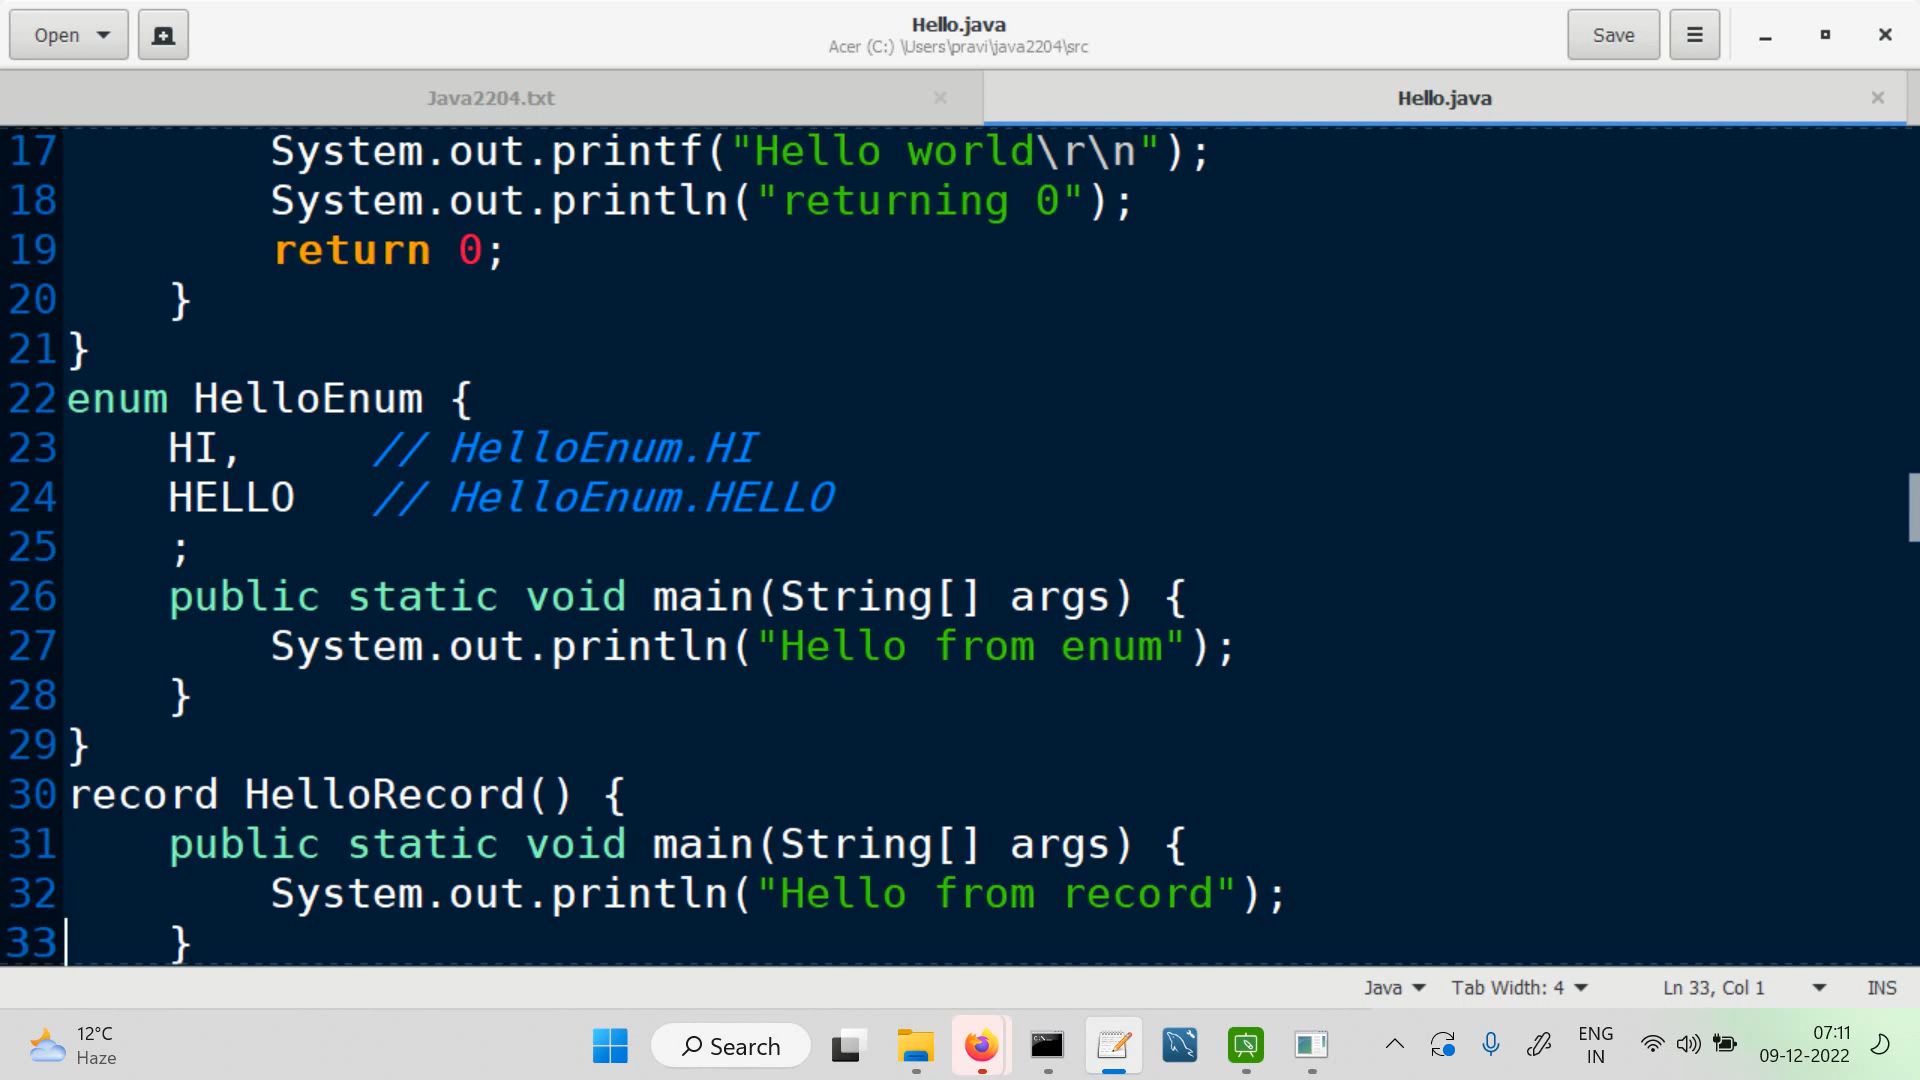 Open
Hello.java
Acer (C:) \Users\pravi\java2204\src
Save
Java2204.txt
Hello.java
17 System.out.printf("Hello world\r\n");
18 System.out.println("returning 0");
19 return 0;
20 }
21 }
22 enum HelloEnum {
23 HI, // HelloEnum.HI
24 HELLO // HelloEnum.HELLO
25 ;
26 public static void main(String[] args) {
27 System.out.println("Hello from enum");
28 }
29 }
30 record HelloRecord() {
31 public static void main(String[] args) {
32 System.out.println("Hello from record");
33 }
Java Tab Width: 4 Ln 33, Col 1 INS
12°C
Haze
Search
ENG
IN
07:11
09-12-2022